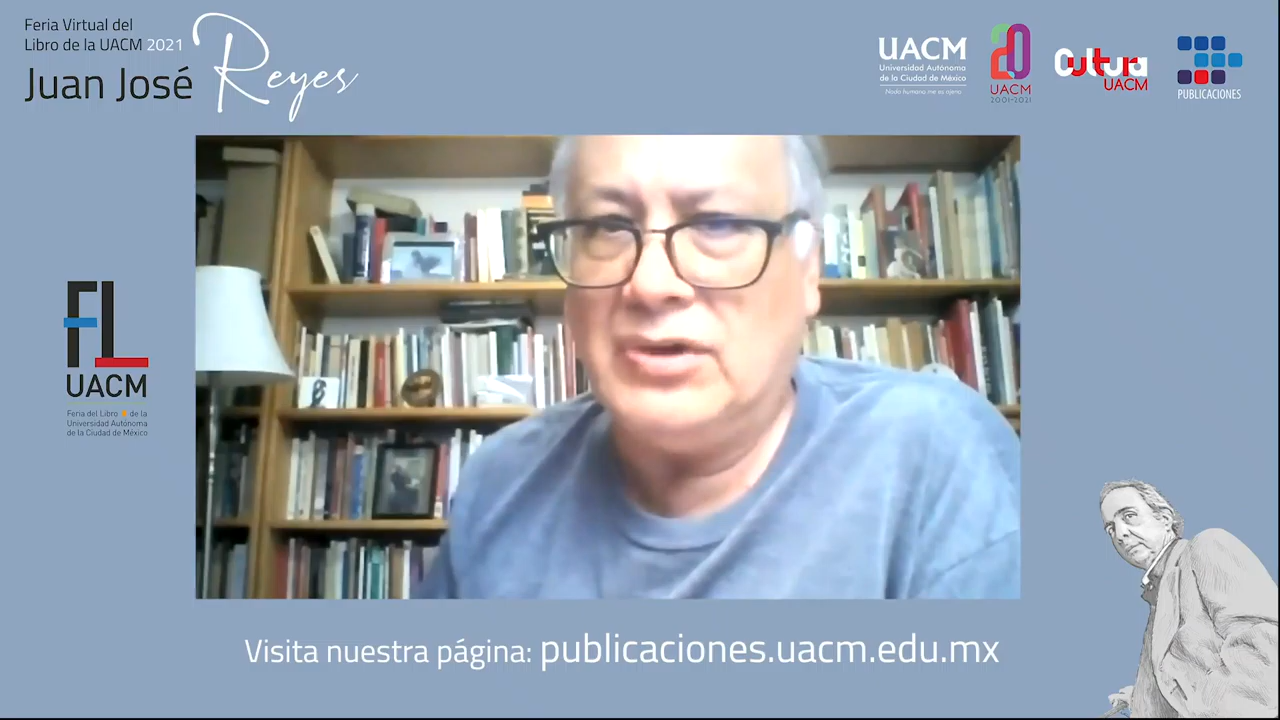 Feria Virtual del
Libro de la UACM 2021
Juan José Reyes
UACM
Universidad Autónoma
de la Ciudad de México
Nada humano me es ajeno
20
UACM
2001-2021
Cultura
UACM
PUBLICACIONES
FL
UACM
Feria del Libro de la
Universidad Autónoma
de la Ciudad de México
8
Visita nuestra página: publicaciones.uacm.edu.mx